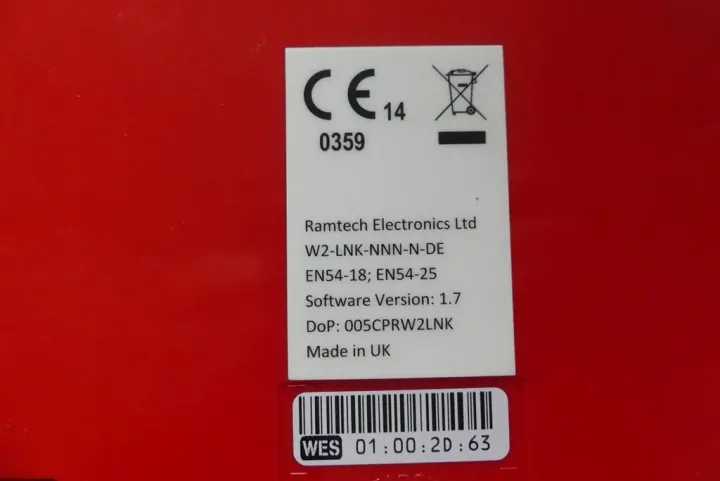 CE 14
0359
Ramtech Electronics Ltd
W2-LNK-NNN-N-DE
EN54-18; EN54-25
Software Version: 1.7
DoP: 005CPRW2LNK
Made in UK
WES 01:00:2D:63